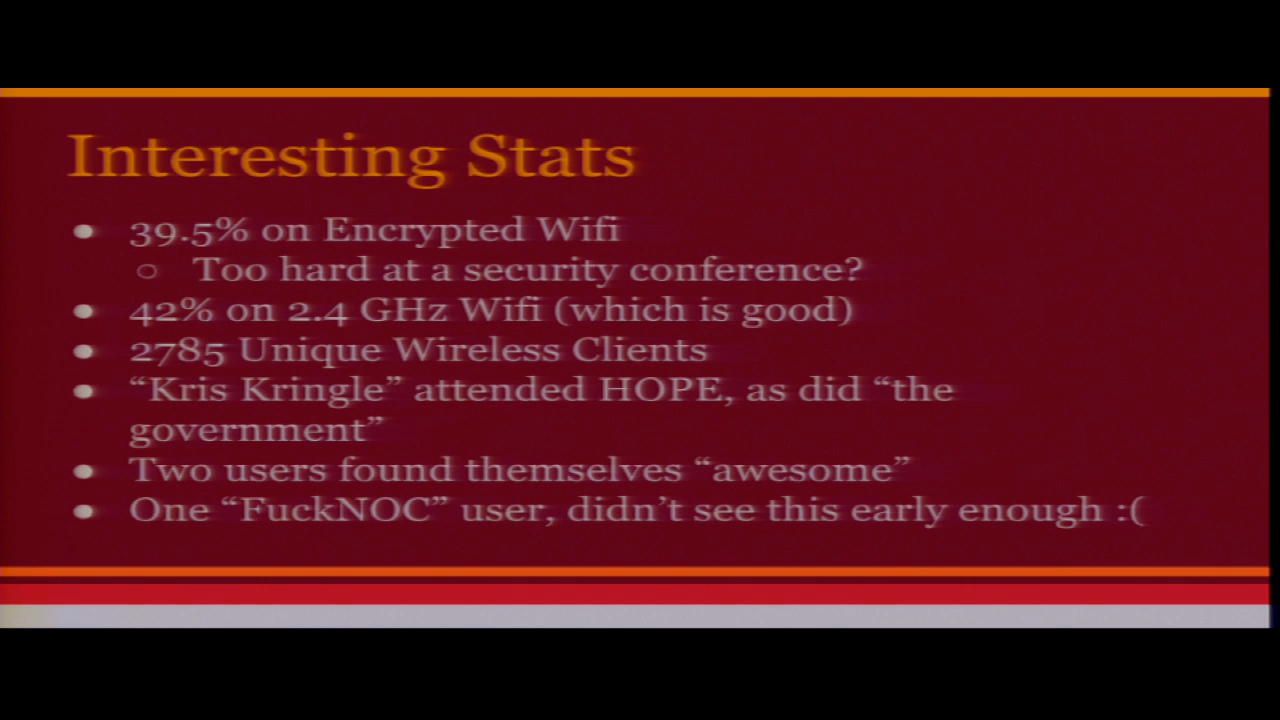 Interesting Stats
● 39.5% on Encrypted Wifi
○ Too hard at a security conference?
● 42% on 2.4 GHz Wifi (which is good)
● 2785 Unique Wireless Clients
● “Kris Kringle” attended HOPE, as did “the
government”
● Two users found themselves “awesome”
● One “FuckNOC” user, didn’t see this early enough :(